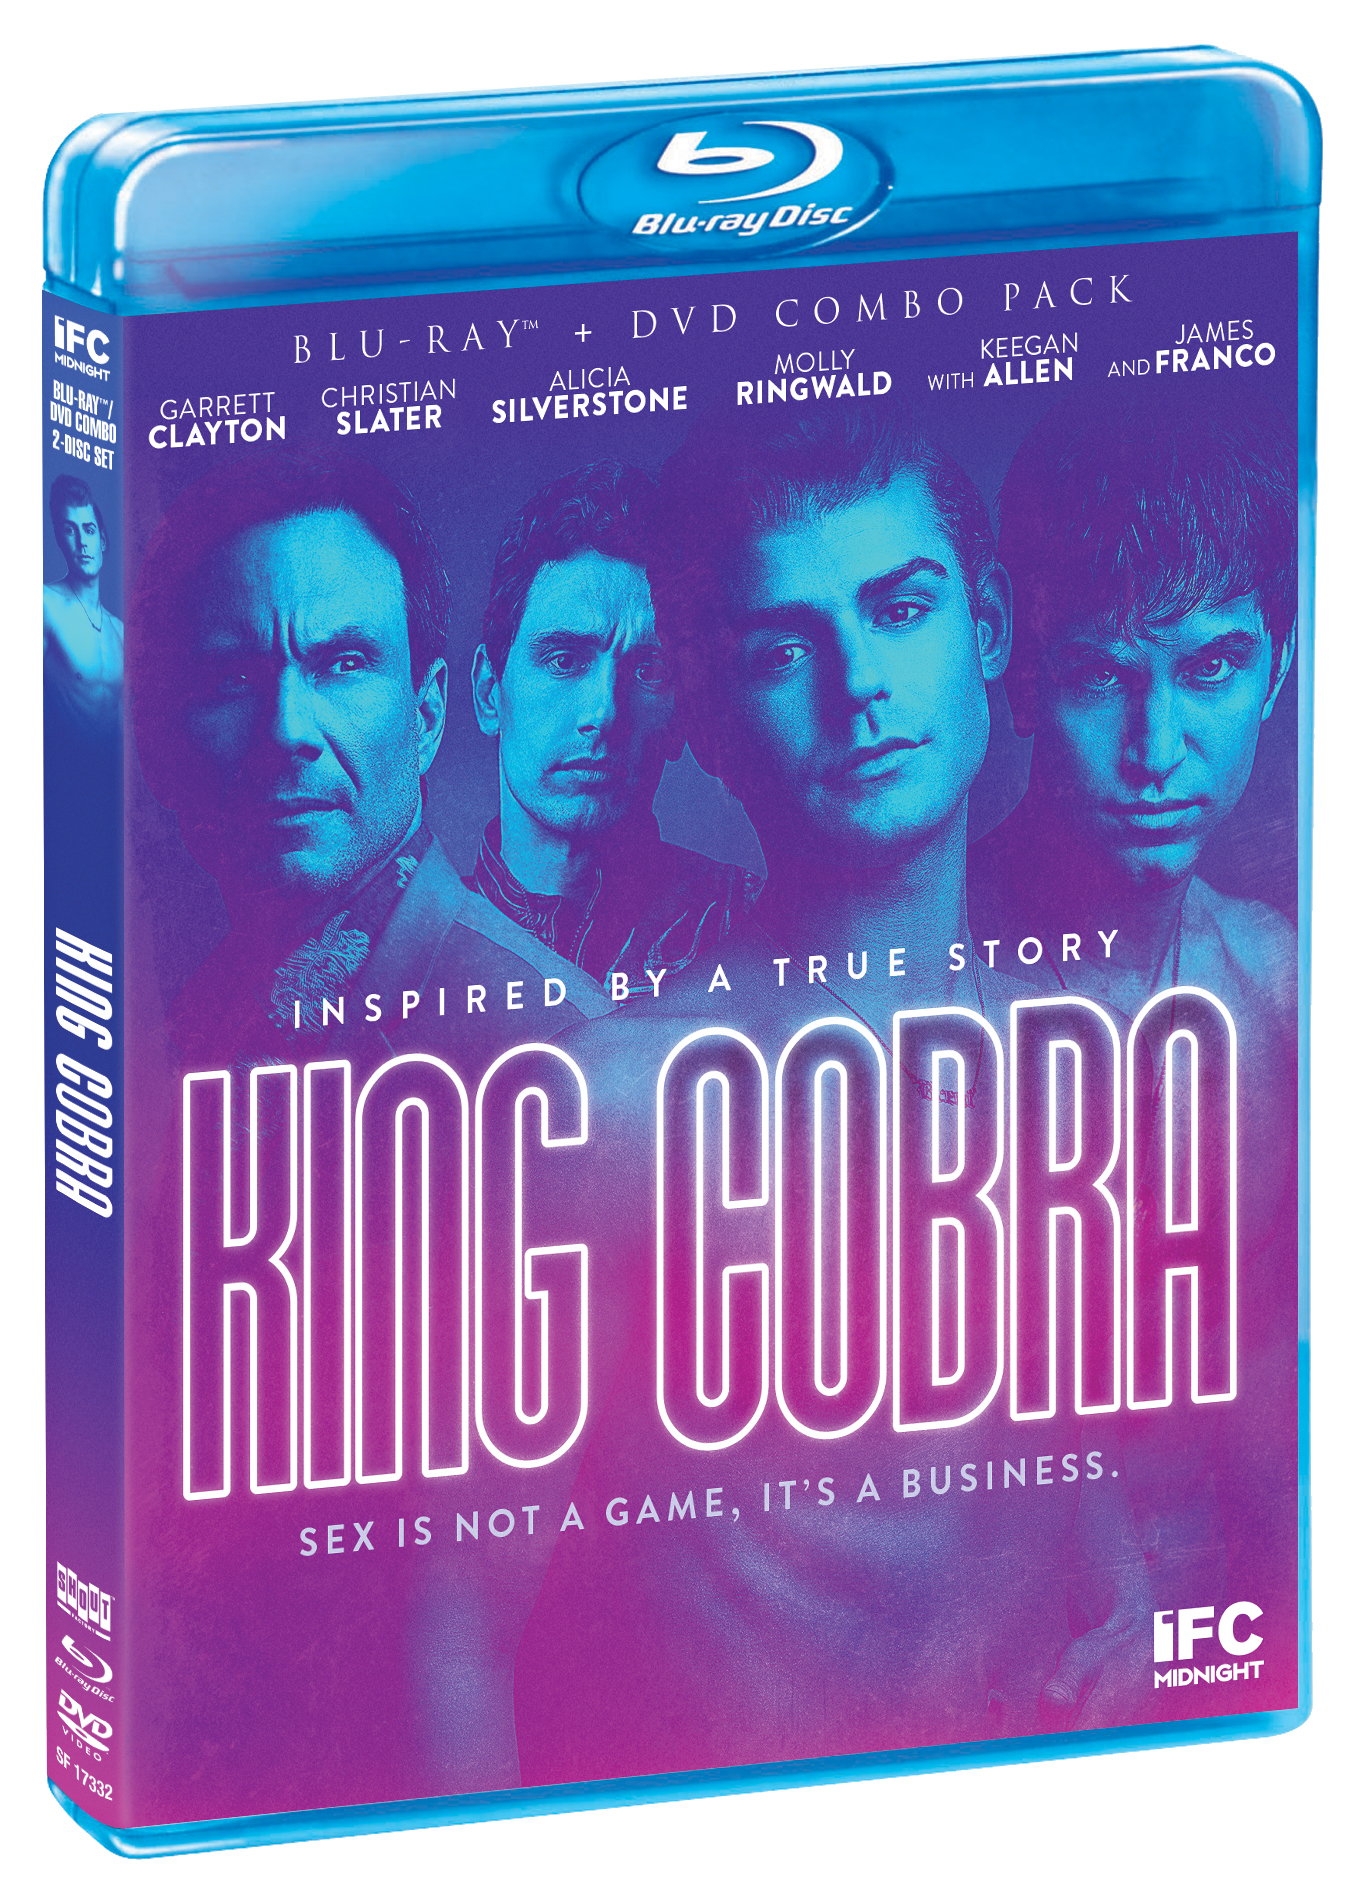 Blu-ray Disc
BLU-RAY™ + DVD COMBO PACK
GARRETT CLAYTON
CHRISTIAN SLATER
ALICIA SILVERSTONE
MOLLY RINGWALD
WITH KEEGAN ALLEN
AND JAMES FRANCO
INSPIRED BY A TRUE STORY
KING COBRA
SEX IS NOT A GAME, IT'S A BUSINESS.
IFC
MIDNIGHT
IFC
MIDNIGHT
BLU-RAY™/
DVD COMBO
2-DISC SET
KING COBRA
SHOUT
FACTORY
Blu-ray Disc
DVD
VIDEO
SF 17332